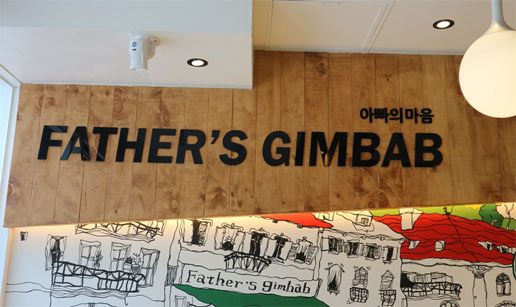 아빠의마음
FATHER'S GIMBAB
Father's gimbab